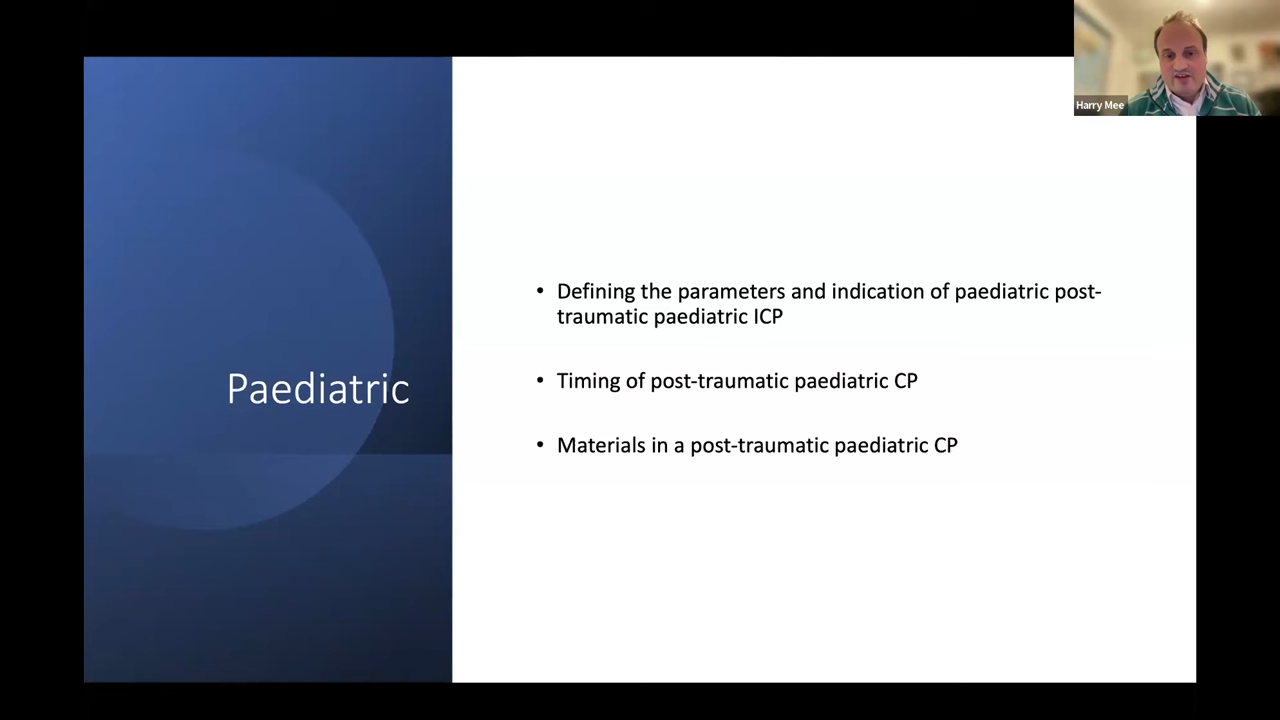 Harry Mee
Paediatric
• Defining the parameters and indication of paediatric post-
traumatic paediatric ICP
• Timing of post-traumatic paediatric CP
• Materials in a post-traumatic paediatric CP